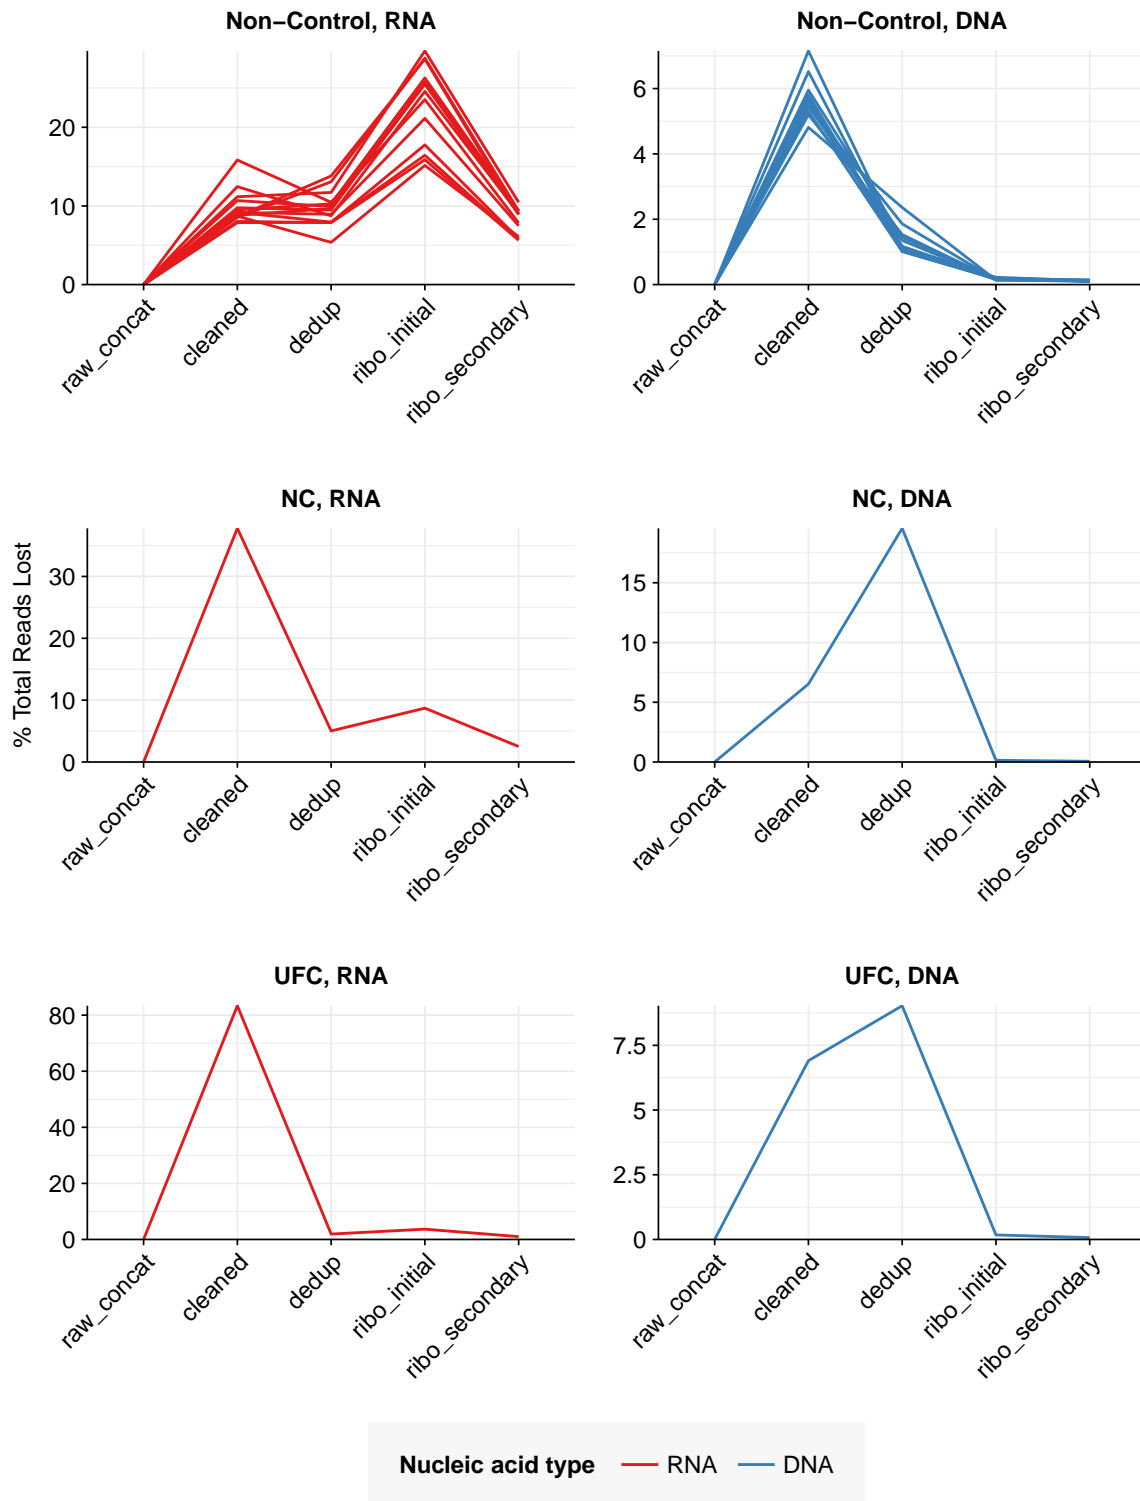 Non−Control, RNA
Non−Control, DNA
20
10
0
6
4
2
0
raw_concat
cleaned
dedup
ribo_initial
ribo_secondary
raw_concat
cleaned
dedup
ribo_initial
ribo_secondary
% Total Reads Lost
NC, RNA
NC, DNA
30
20
10
0
15
10
5
0
raw_concat
cleaned
dedup
ribo_initial
ribo_secondary
raw_concat
cleaned
dedup
ribo_initial
ribo_secondary
UFC, RNA
UFC, DNA
80
60
40
20
0
7.5
5
2.5
0
raw_concat
cleaned
dedup
ribo_initial
ribo_secondary
raw_concat
cleaned
dedup
ribo_initial
ribo_secondary
Nucleic acid type RNA DNA